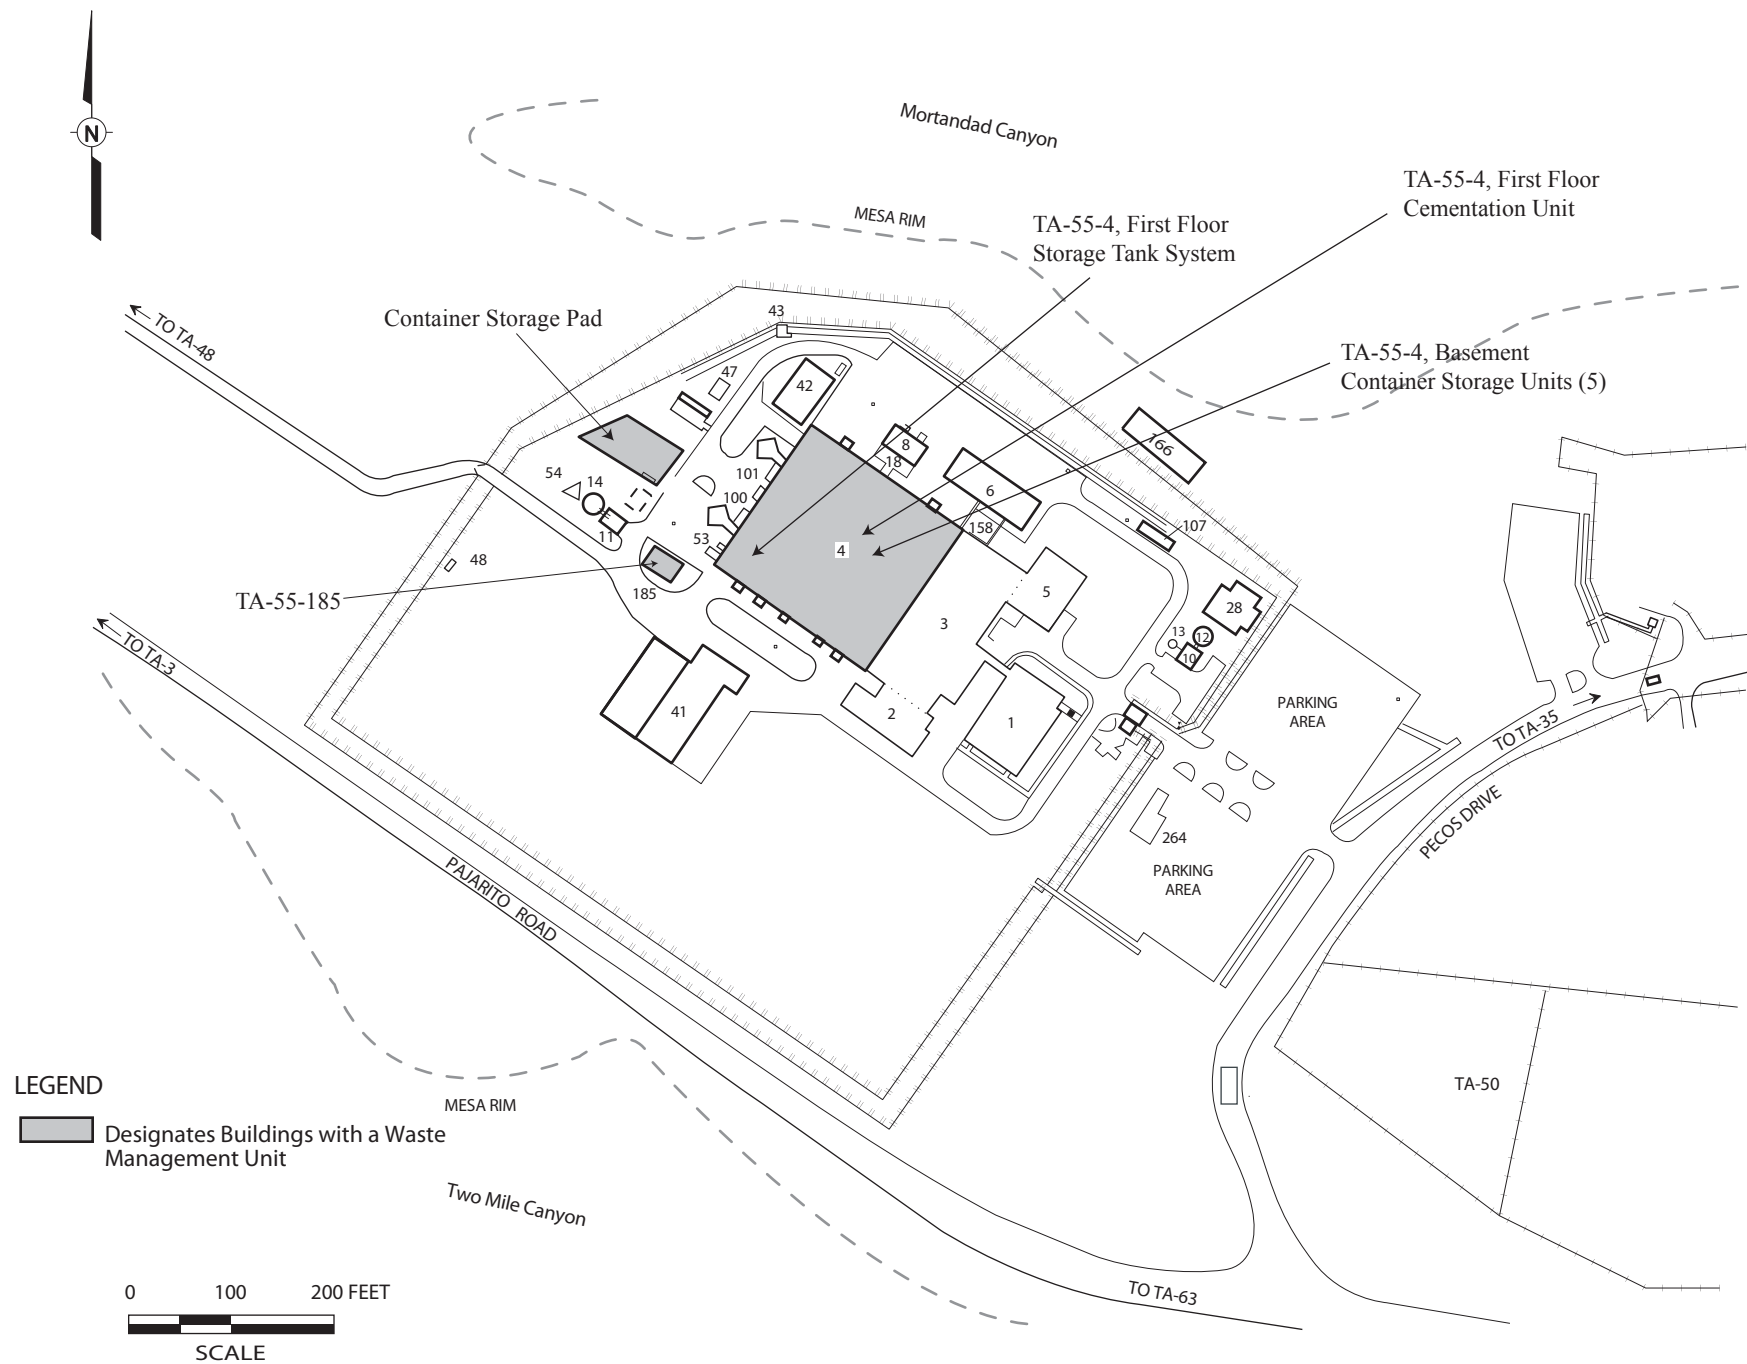 N
Mortandad Canyon
MESA RIM
TA-55-4, First Floor
Cementation Unit
TA-55-4, First Floor
Storage Tank System
TA-55-4, Basement
Container Storage Units (5)
Container Storage Pad
TO TA-48
43
47
42
8
18
6
166
158
107
101
100
54
14
11
53
4
48
185
TA-55-185
5
3
28
13
12
10
TO TA-3
41
2
1
PARKING
AREA
TO TA-35
PECOS DRIVE
264
PARKING
AREA
PAJARITO ROAD
TA-50
LEGEND
Designates Buildings with a Waste
Management Unit
MESA RIM
Two Mile Canyon
TO TA-63
0 100 200 FEET
SCALE